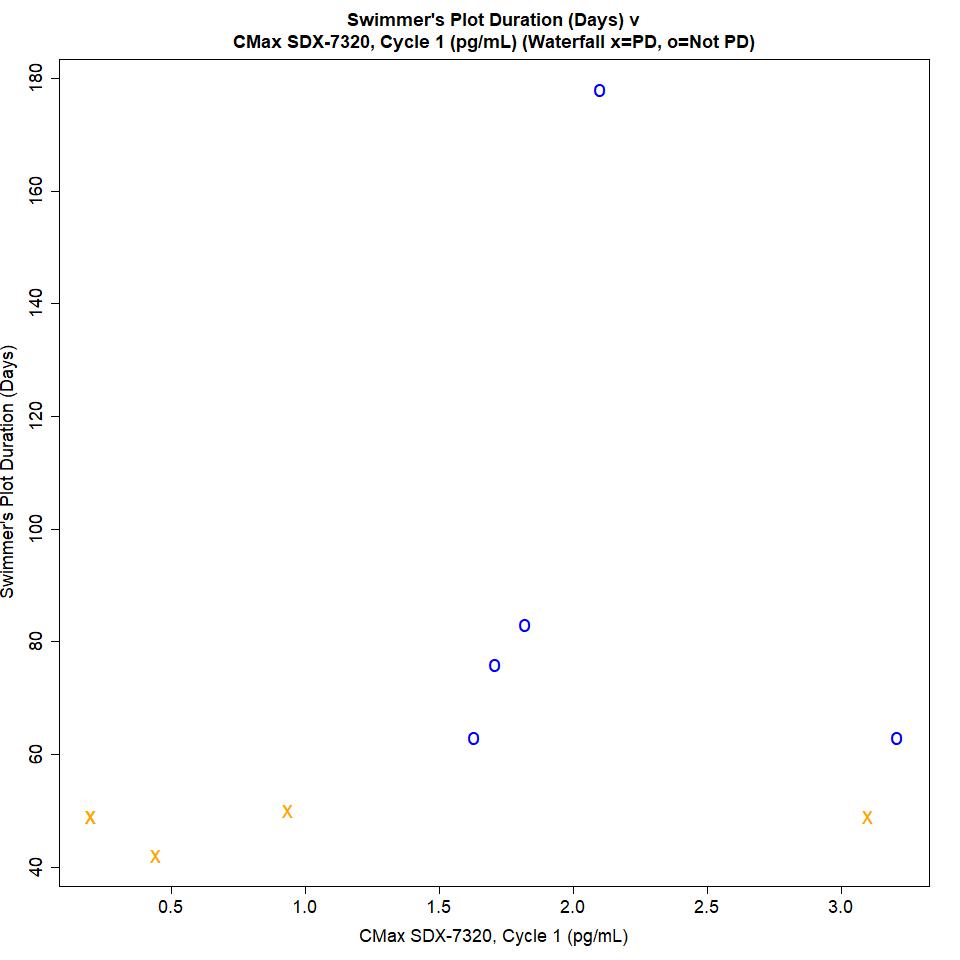 Swimmer's Plot Duration (Days) v
CMax SDX-7320, Cycle 1 (pg/mL) (Waterfall x=PD, o=Not PD)
Swimmer's Plot Duration (Days)
180
160
140
120
100
80
60
40
O
O
O
O
O
X
X
X
X
0.5
1.0
1.5
2.0
2.5
3.0
CMax SDX-7320, Cycle 1 (pg/mL)